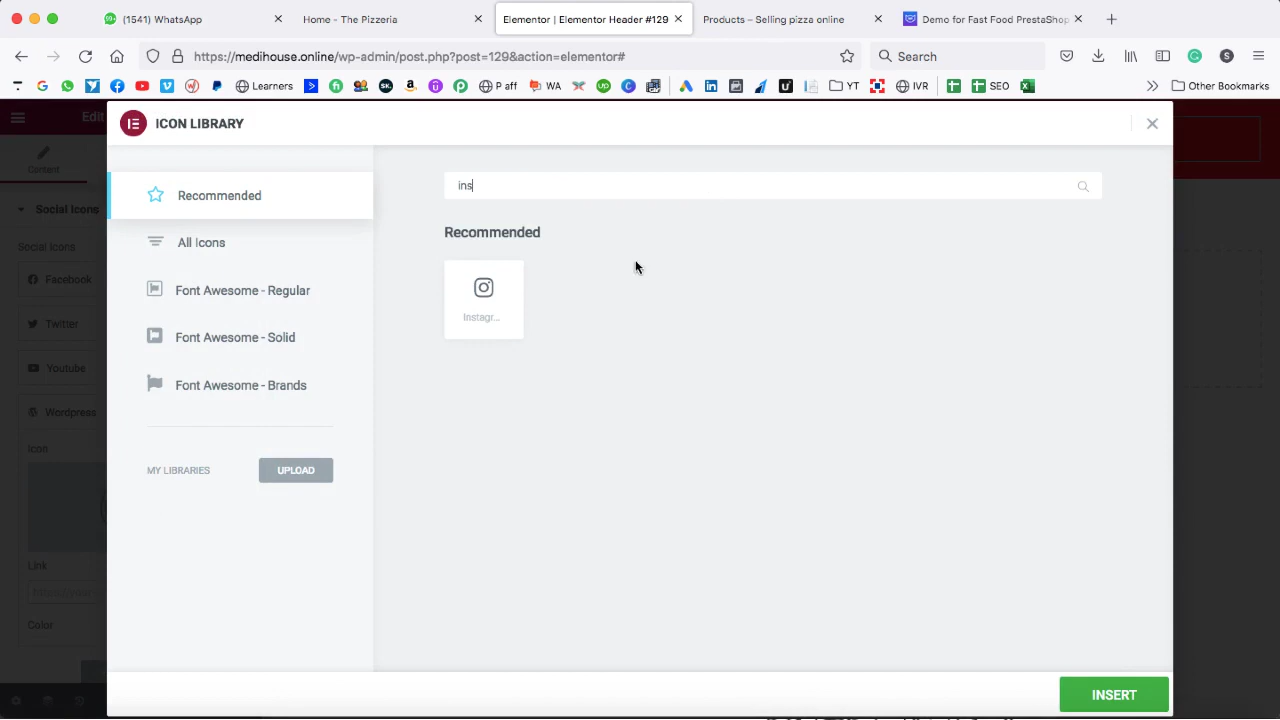 (1541) WhatsApp
Home - The Pizzeria
Elementor | Elementor Header #129
Products – Selling pizza online
Demo for Fast Food PrestaShop
https://medihouse.online/wp-admin/post.php?post=129&action=elementor#
Search
Learners
P aff
WA
YT
IVR
SEO
Other Bookmarks
Edit
ICON LIBRARY
Content
Recommended
ins
Social Icons
Recommended
All Icons
Social Icons
Facebook
Font Awesome - Regular
Instagr...
Twitter
Font Awesome - Solid
Youtube
Font Awesome - Brands
Wordpress
Icon
MY LIBRARIES
UPLOAD
Link
Color
INSERT